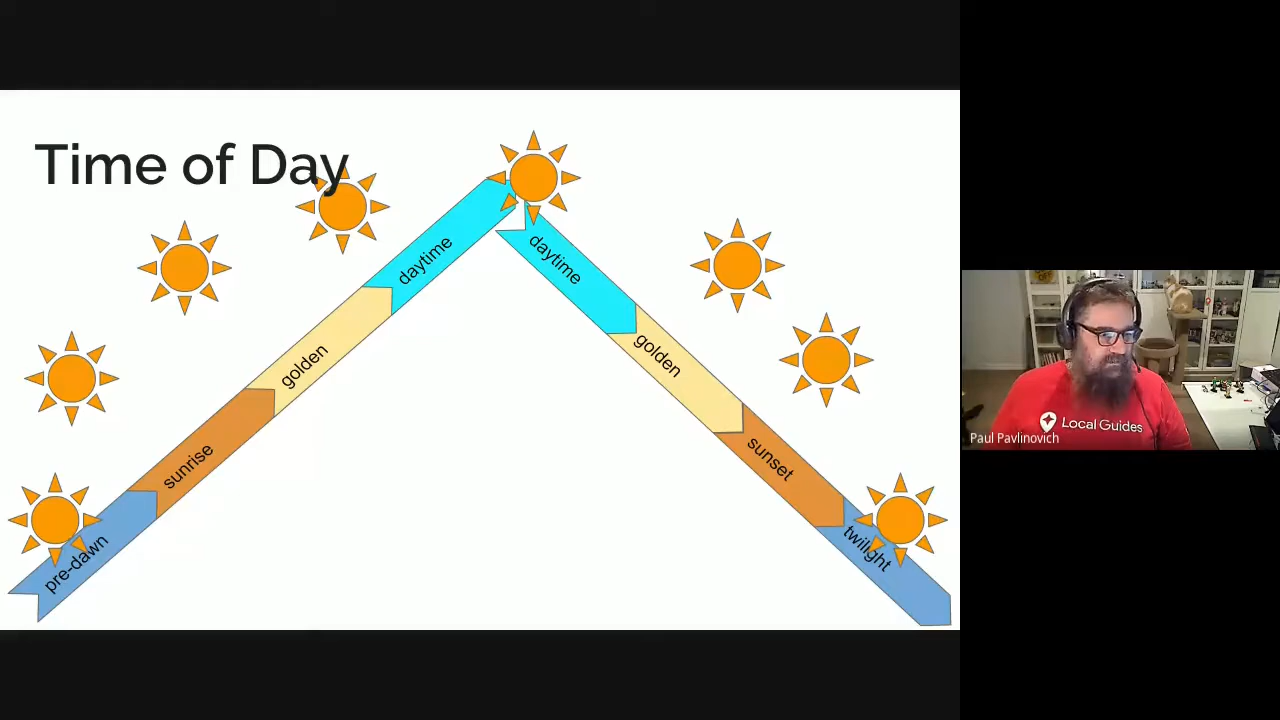 Time of Day
pre-dawn
sunrise
golden
daytime
daytime
golden
sunset
twilight
Local Guides
Paul Pavlinovich